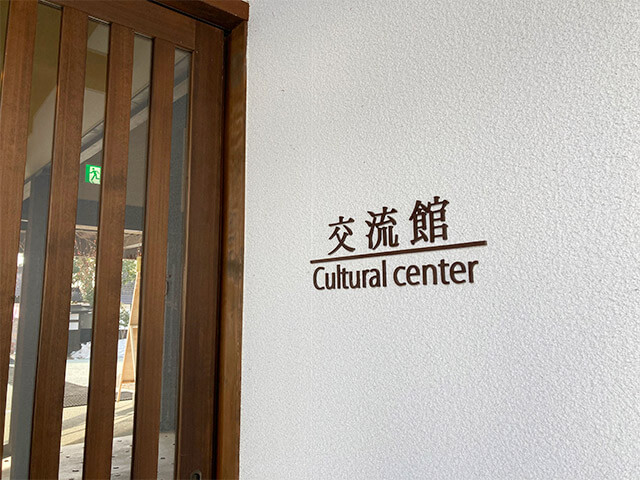 交流館
Cultural center